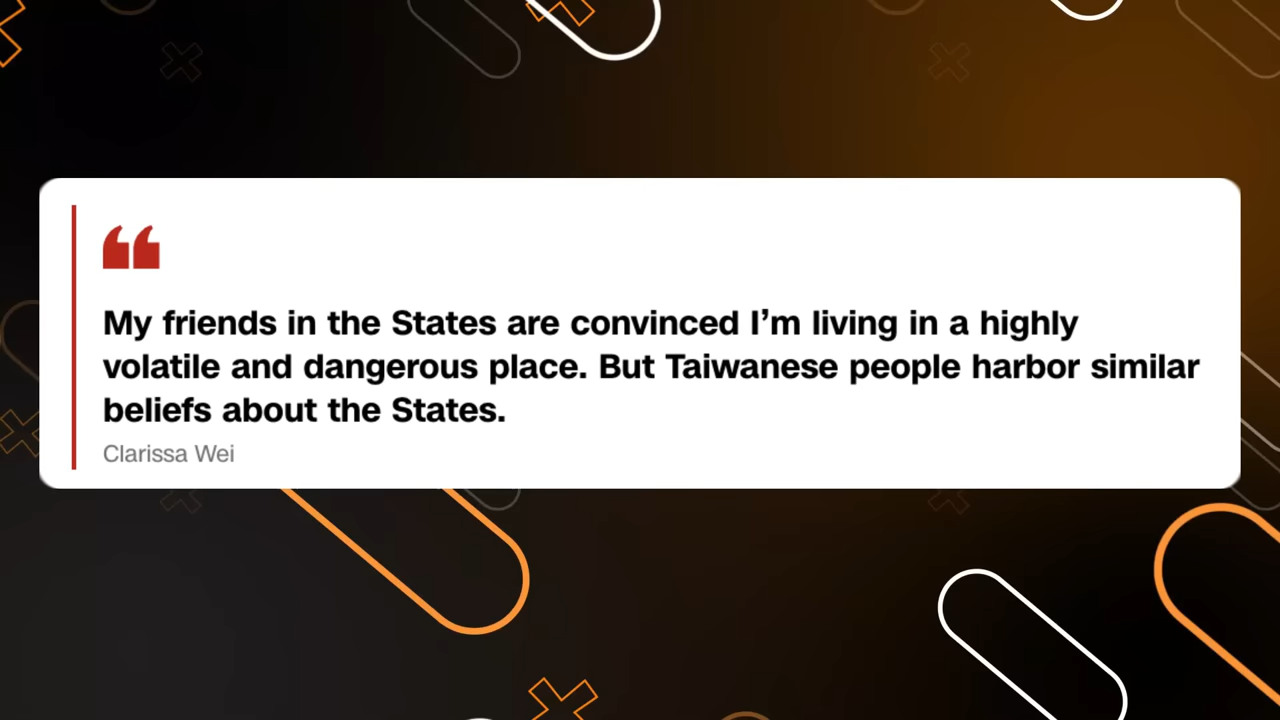 “
My friends in the States are convinced I’m living in a highly
volatile and dangerous place. But Taiwanese people harbor similar
beliefs about the States.
Clarissa Wei